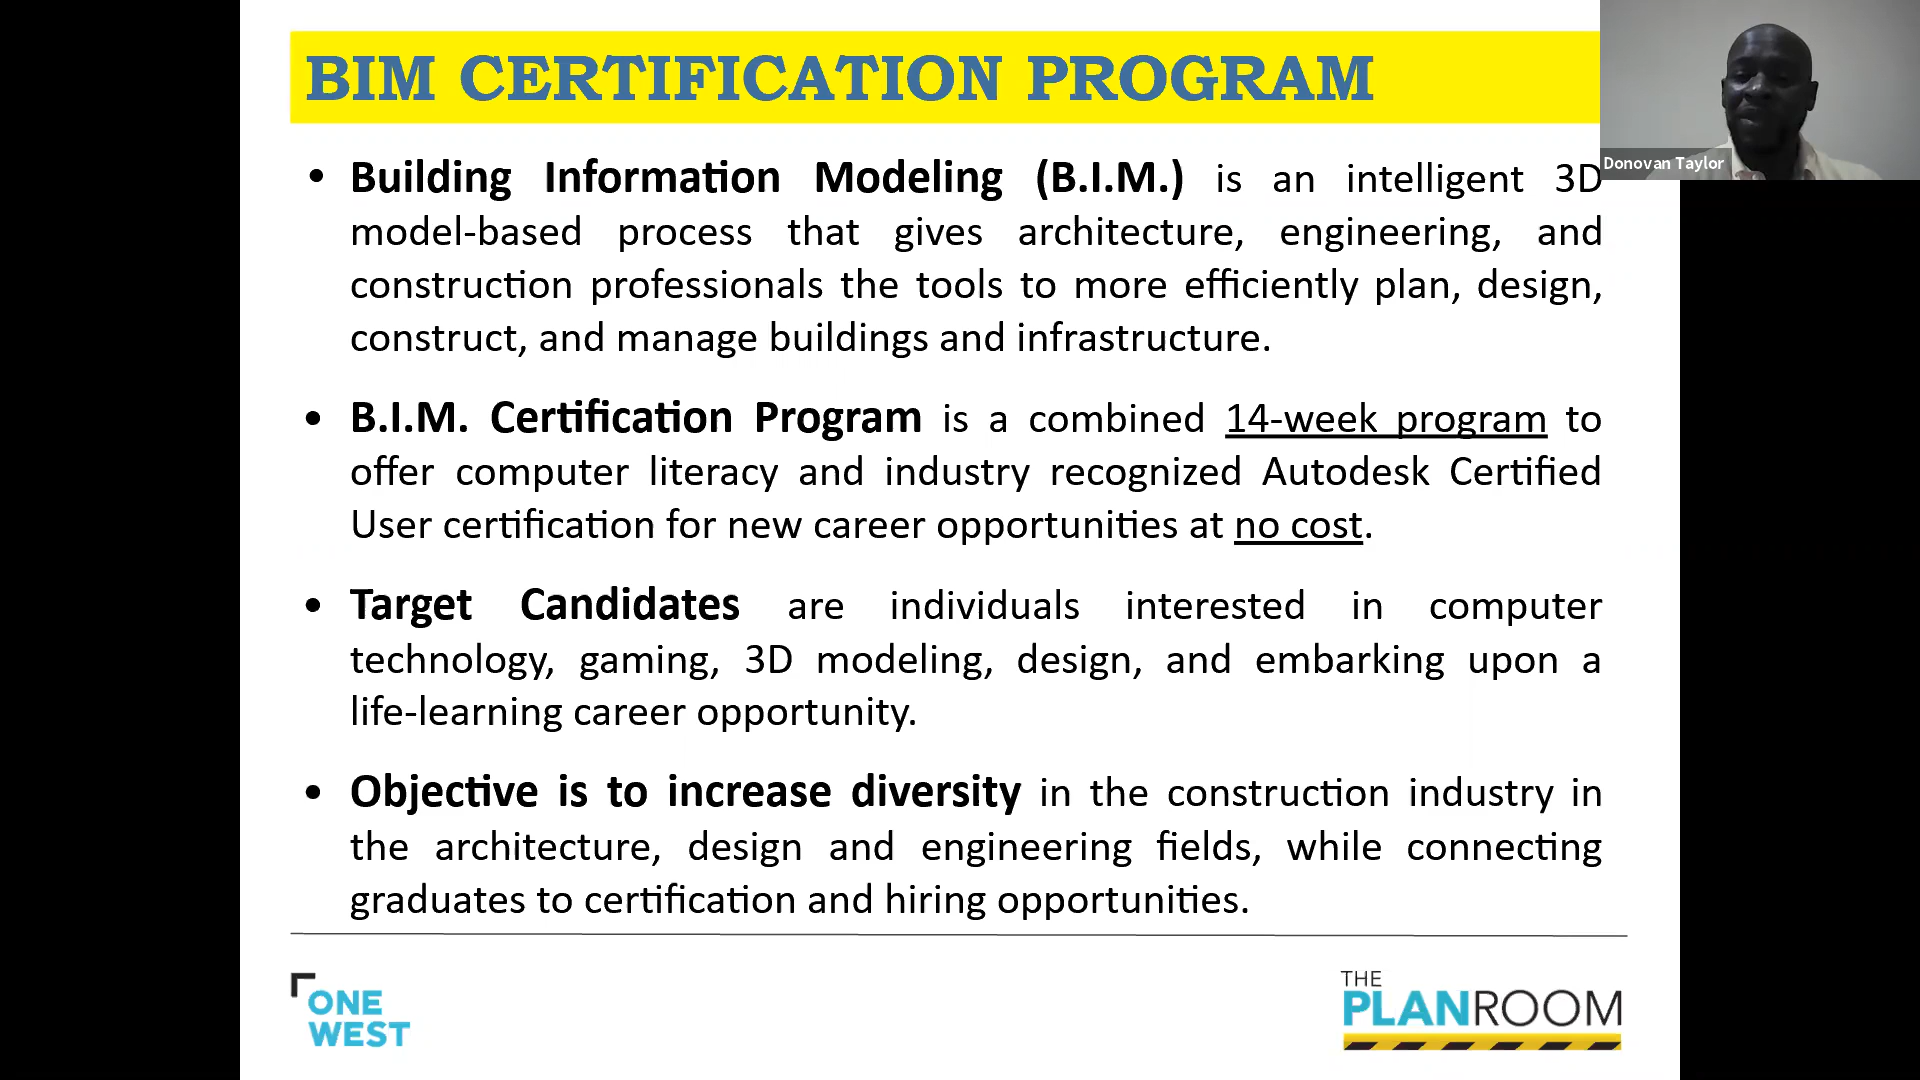 BIM CERTIFICATION PROGRAM
Donovan Taylor
• Building Information Modeling (B.I.M.) is an intelligent 3D
model-based process that gives architecture, engineering, and
construction professionals the tools to more efficiently plan, design,
construct, and manage buildings and infrastructure.
• B.I.M. Certification Program is a combined 14-week program to
offer computer literacy and industry recognized Autodesk Certified
User certification for new career opportunities at no cost.
• Target Candidates are individuals interested in computer
technology, gaming, 3D modeling, design, and embarking upon a
life-learning career opportunity.
• Objective is to increase diversity in the construction industry in
the architecture, design and engineering fields, while connecting
graduates to certification and hiring opportunities.
ONE
WEST
THE
PLANROOM